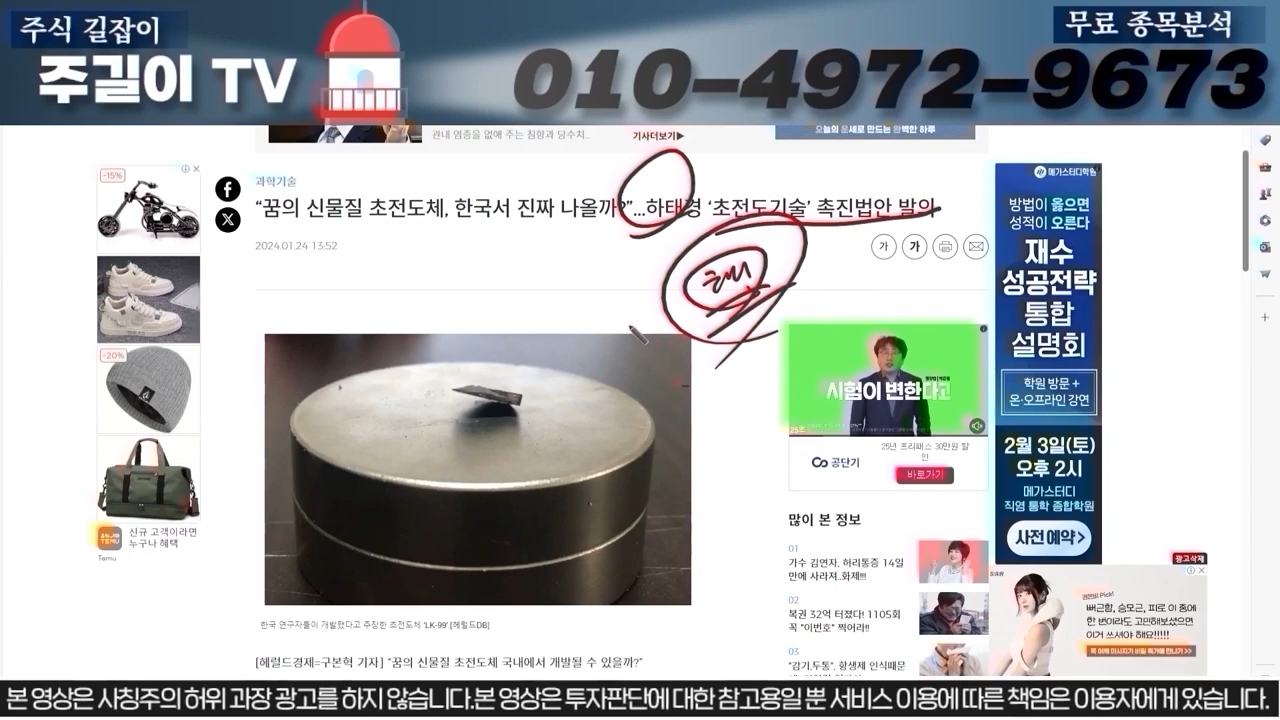 주식 길잡이
주길이 TV
무료 종목분석
010-4972-9673
관내 염증을 없애 주는 침향과 당수치..
기사더보기▶
오늘의 운세로 만드는 완벽한 하루
과학기술
“꿈의 신물질 초전도체, 한국서 진짜 나올까?”…하태경 ‘초전도기술’ 촉진법안 발의
2024.01.24 13:52
가 가
-15%
-20%
신규 고객이라면
누구나 혜택
TEMU
Temu
한국 연구자들이 개발했다고 주장한 초전도체 'LK-99' [헤럴드DB]
[헤럴드경제=구본혁 기자] “꿈의 신물질 초전도체 국내에서 개발될 수 있을까?”
시험이 변한다고
25년 프리패스 30만원 할
인
공단기
바로가기
많이 본 정보
01
가수 김연자, 허리통증 14일
만에 사라져..화제!!!
02
복권 32억 터졌다! 1105회
꼭 "이번호" 찍어라!!
03
"감기,두통", 항생제 인식때문
메가스터디학원
방법이 옳으면
성적이 오른다
재수
성공전략
통합
설명회
학원 방문 +
온·오프라인 강연
2월 3일(토)
오후 2시
메가스터디
직영 통학 종합학원
사전 예약 >
광고삭제
뻐근함, 승모근, 피로 이 중에
한 번이라도 고민해보셨으면
이거 쓰셔야 해요!!!!!
본 영상은 사칭주의 허위 과장 광고를 하지 않습니다.본 영상은 투자판단에 대한 참고용일 뿐 서비스 이용에 따른 책임은 이용자에게 있습니다.